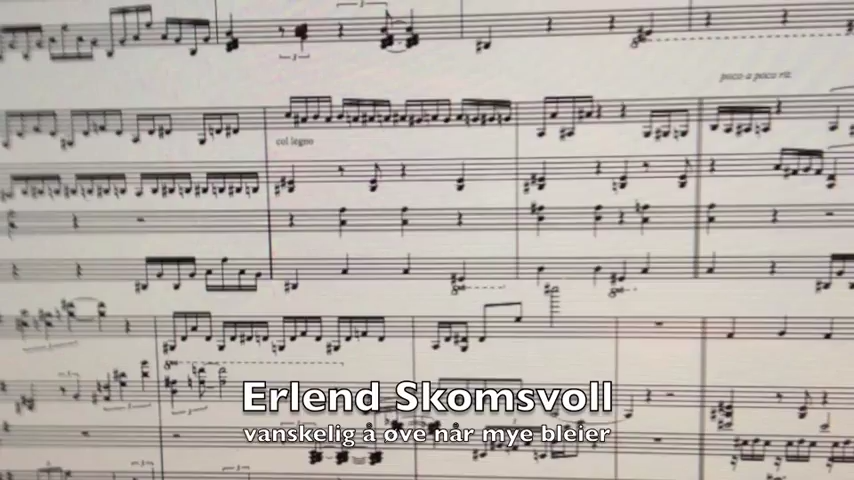 poco a poco rit.
col legno
Erlend Skomsvoll
vanskelig å øve når mye bleier